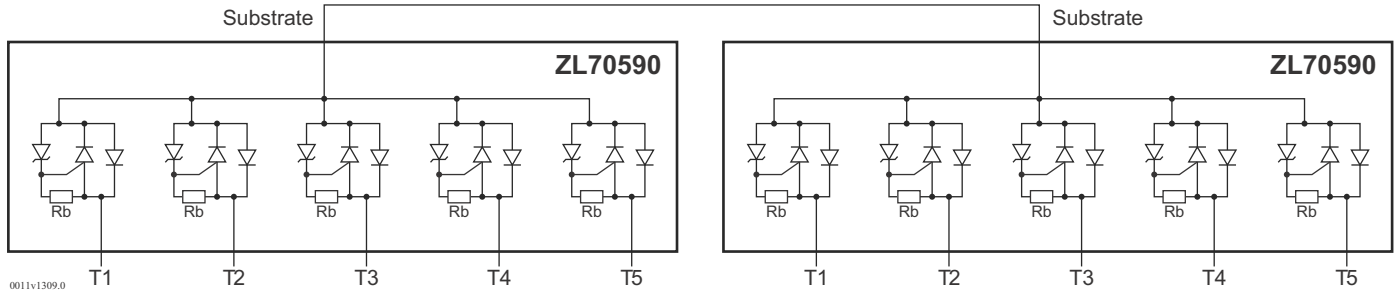 Substrate Substrate
ZL70590 ZL70590
Rb Rb Rb Rb Rb Rb Rb Rb Rb Rb
T1 T2 T3 T4 T5 T1 T2 T3 T4 T5
0011v1309.0